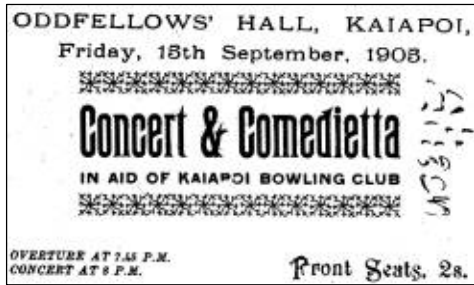 ODDFELLOWS' HALL, KAIAPOI,
Friday, 15th September, 1905.
Concert & Comedietta
IN AID OF KAIAPOI BOWLING CLUB
OVERTURE AT 7.45 P.M.
CONCERT AT 8 P.M.
Front Seats, 2s.